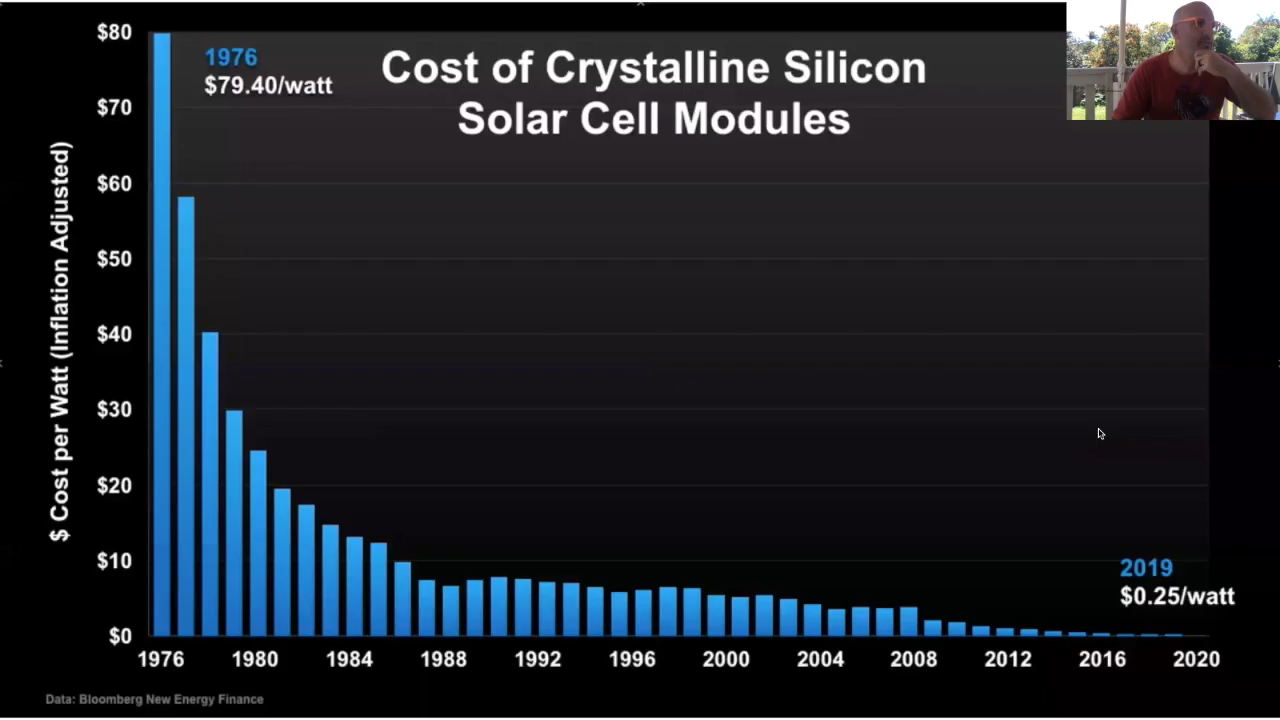 Cost of Crystalline Silicon
Solar Cell Modules
1976
$79.40/watt
$ Cost per Watt (Inflation Adjusted)
$80
$70
$60
$50
$40
$30
$20
$10
$0
2019
$0.25/watt
1976 1980 1984 1988 1992 1996 2000 2004 2008 2012 2016 2020
Data: Bloomberg New Energy Finance